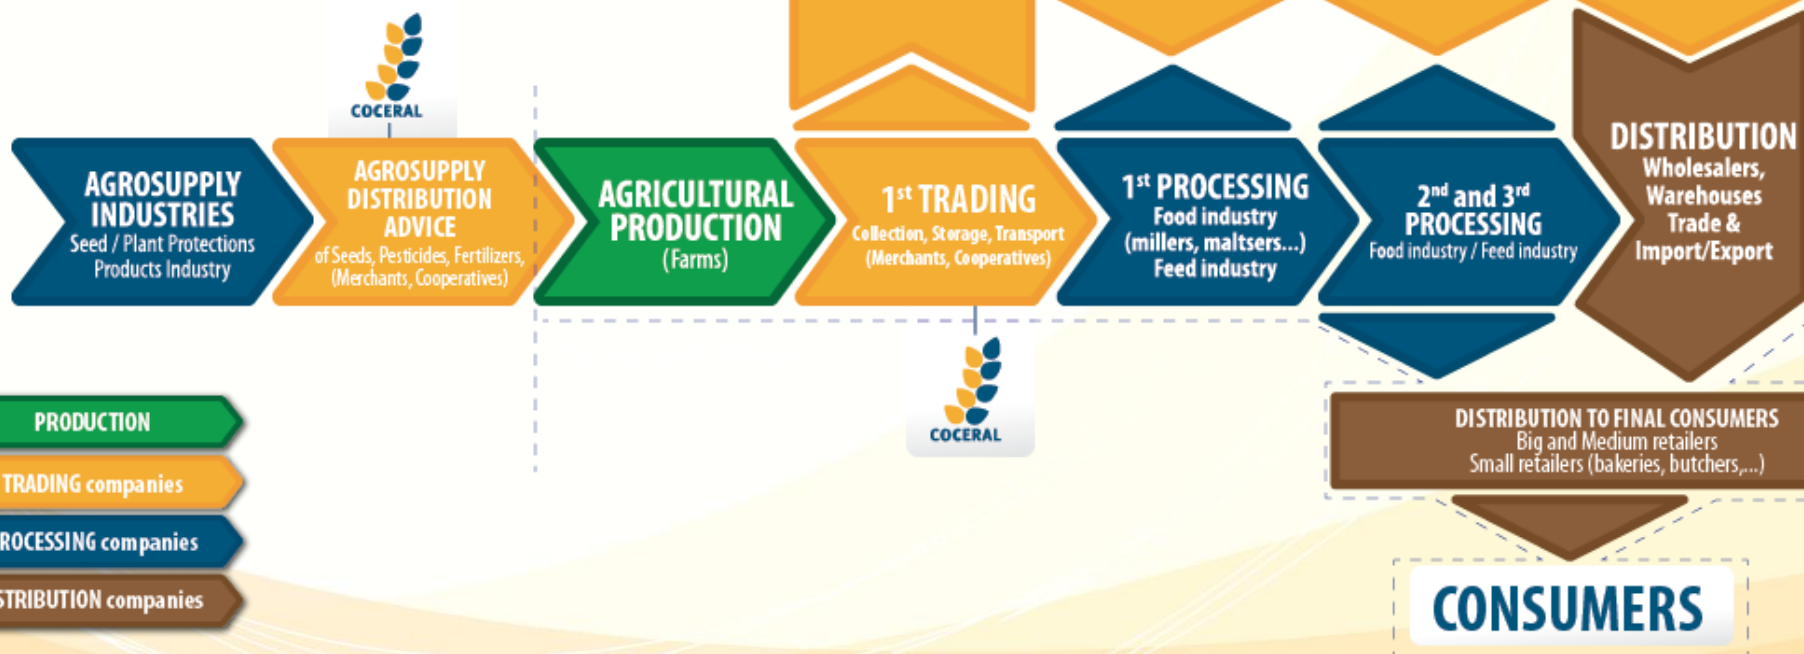 COCERAL
AGROSUPPLY
INDUSTRIES
Seed / Plant Protections
Products Industry
AGROSUPPLY
DISTRIBUTION
ADVICE
of Seeds, Pesticides, Fertilizers,
(Merchants, Cooperatives)
AGRICULTURAL
PRODUCTION
(Farms)
1st TRADING
Collection, Storage, Transport
(Merchants, Cooperatives)
1st PROCESSING
Food industry
(millers, maltsers...)
Feed industry
2nd and 3rd
PROCESSING
Food industry / Feed industry
DISTRIBUTION
Wholesalers,
Warehouses
Trade &
Import/Export
COCERAL
PRODUCTION
TRADING companies
ROCESSING companies
STRIBUTION companies
DISTRIBUTION TO FINAL CONSUMERS
Big and Medium retailers
Small retailers (bakeries, butchers,...)
CONSUMERS